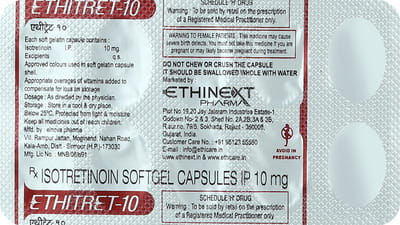 ETHITRET-10
एथीट्रेट-१०
Each soft gelatin capsule contains :
Isotretinoin I.P. 10 mg
Excipients q.s.
Approved colours used in soft gelatin capsule
shell.
Appropriate overages of vitamins added to
compensate for loss on storage
Dosage : As directed by the physician
Storage : Store in a cool & dry place.
Below 25°C. Protected from light & moisture
Keep all medicines out of reach children.
Mfd. by : elnova pharma
Vill. Rampur Jattan, Moginand, Nahan Road,
Kala-Amb, Distt. - Sirmour (H.P.)-173030
Mfg. Lic No. : MNB/08/691
SCHEDULE 'H' DRUG
Warning : To be sold by retail on the prescription
of a Registered Medical Practitioner only.
WARNING TO FEMALE PATIENTS : This medicine may cause
severe birth defects. You must not take this medicine if you are
pregnant or may likely become pregnant during treatment
DO NOT CHEW OR CRUSH THE CAPSULE
IT SHOULD BE SWALLOWED WHOLE WITH WATER
Marketed by
ETHINEXT
PHARMA
Plot No.19,20 Jay Jalaram Industries Estate-1,
Godown No- 2 & 3, Shed No. 2A,2B,3A & 3B,
R.sur no. 79/8, Sokhada, Rajkot - 360006,
Gujarat, India
Customer Care No. : +91 98123 65560
E-mail : info@ethicare.in
www.ethinext.in & www.ethicare.in
AVOID IN
PREGNANCY
Rx ISOTRETINOIN SOFTGEL CAPSULES IP 10 mg
ETHITRET-10
एथीट्रेट-१०
SCHEDULE 'H' DRUG
Warning : To be sold by retail on the prescription
of a Registered Medical Practitioner only.